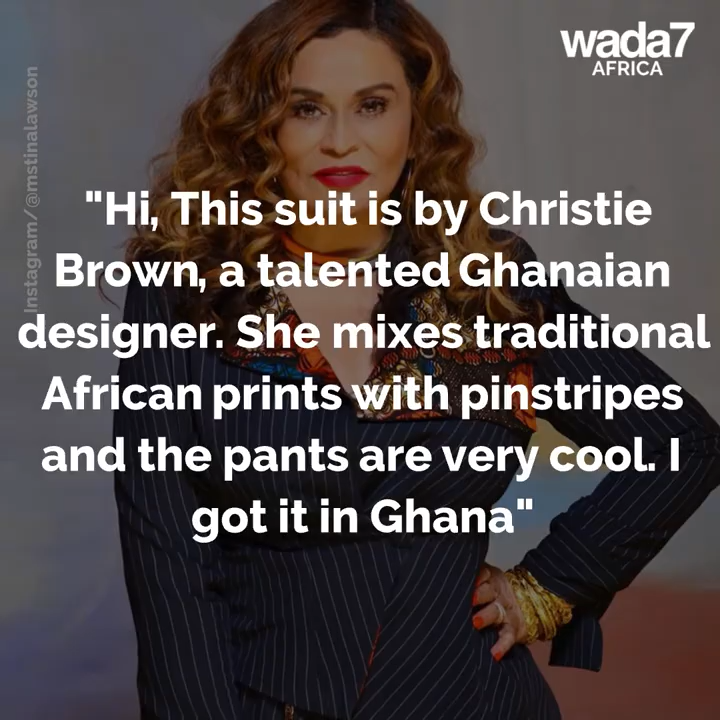 wada7
AFRICA
Instagram/@mstinalawson
"Hi, This suit is by Christie
Brown, a talented Ghanaian
designer. She mixes traditional
African prints with pinstripes
and the pants are very cool. I
got it in Ghana"